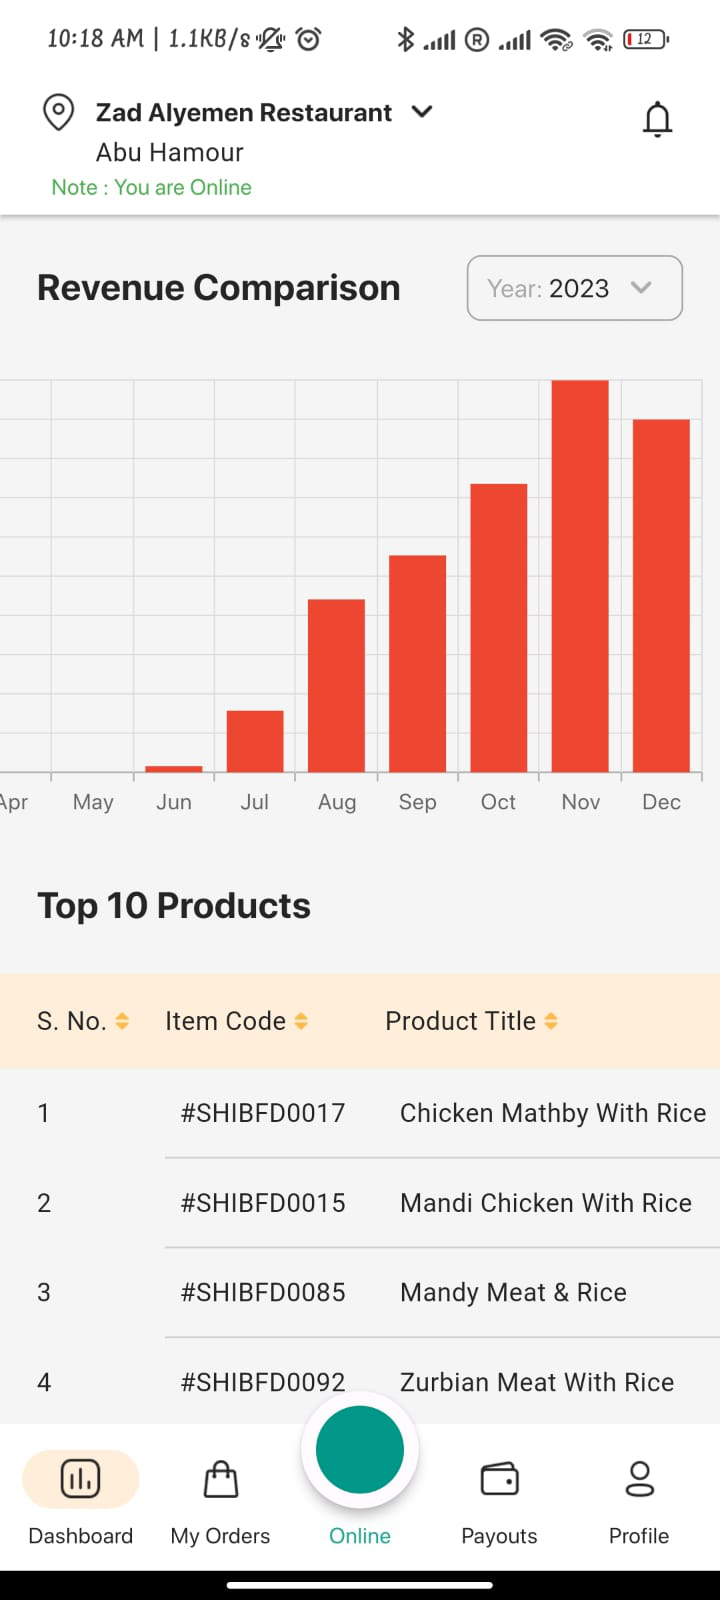 10:18 AM | 1.1KB/s ® 12
Zad Alyemen Restaurant
Abu Hamour
Note : You are Online
Revenue Comparison Year: 2023
Apr May Jun Jul Aug Sep Oct Nov Dec
Top 10 Products
S. No. Item Code Product Title
1 #SHIBFD0017 Chicken Mathby With Rice
2 #SHIBFD0015 Mandi Chicken With Rice
3 #SHIBFD0085 Mandy Meat & Rice
4 #SHIBFD0092 Zurbian Meat With Rice
Dashboard My Orders Online Payouts Profile